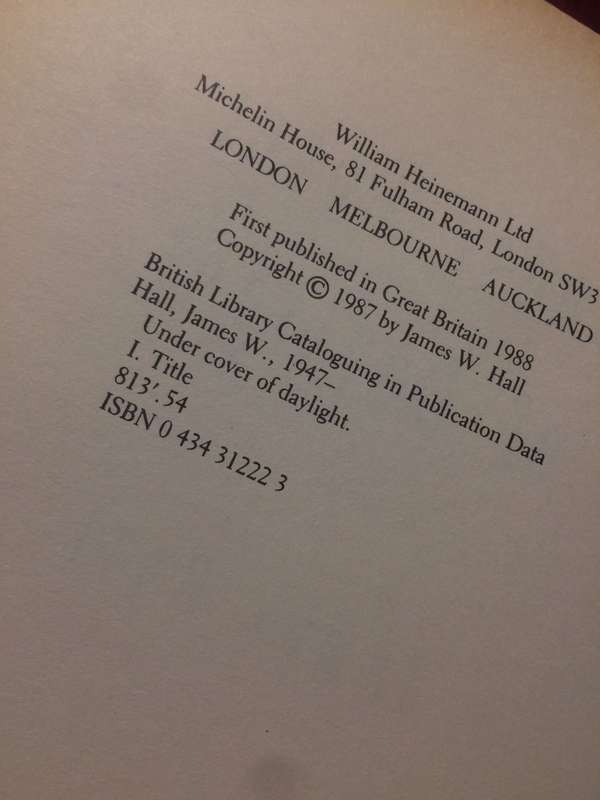 William Heinemann Ltd
Michelin House, 81 Fulham Road, London SW3
LONDON MELBOURNE AUCKLAND
First published in Great Britain 1988
Copyright © 1987 by James W. Hall
British Library Cataloguing in Publication Data
Hall, James W., 1947–
Under cover of daylight.
I. Title
813'.54
ISBN 0 434 31222 3